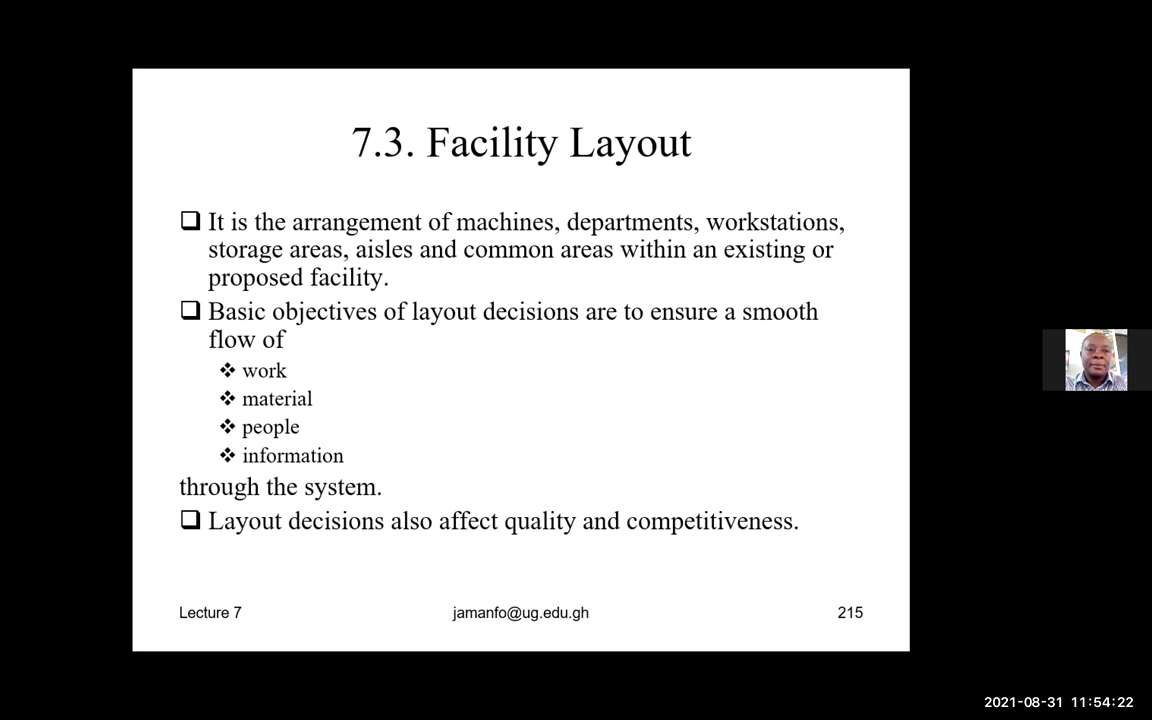 7.3. Facility Layout
It is the arrangement of machines, departments, workstations,
storage areas, aisles and common areas within an existing or
proposed facility.
Basic objectives of layout decisions are to ensure a smooth
flow of
work
material
people
information
through the system.
Layout decisions also affect quality and competitiveness.
Lecture 7 jamanfo@ug.edu.gh 215
2021-08-31 11:54:22